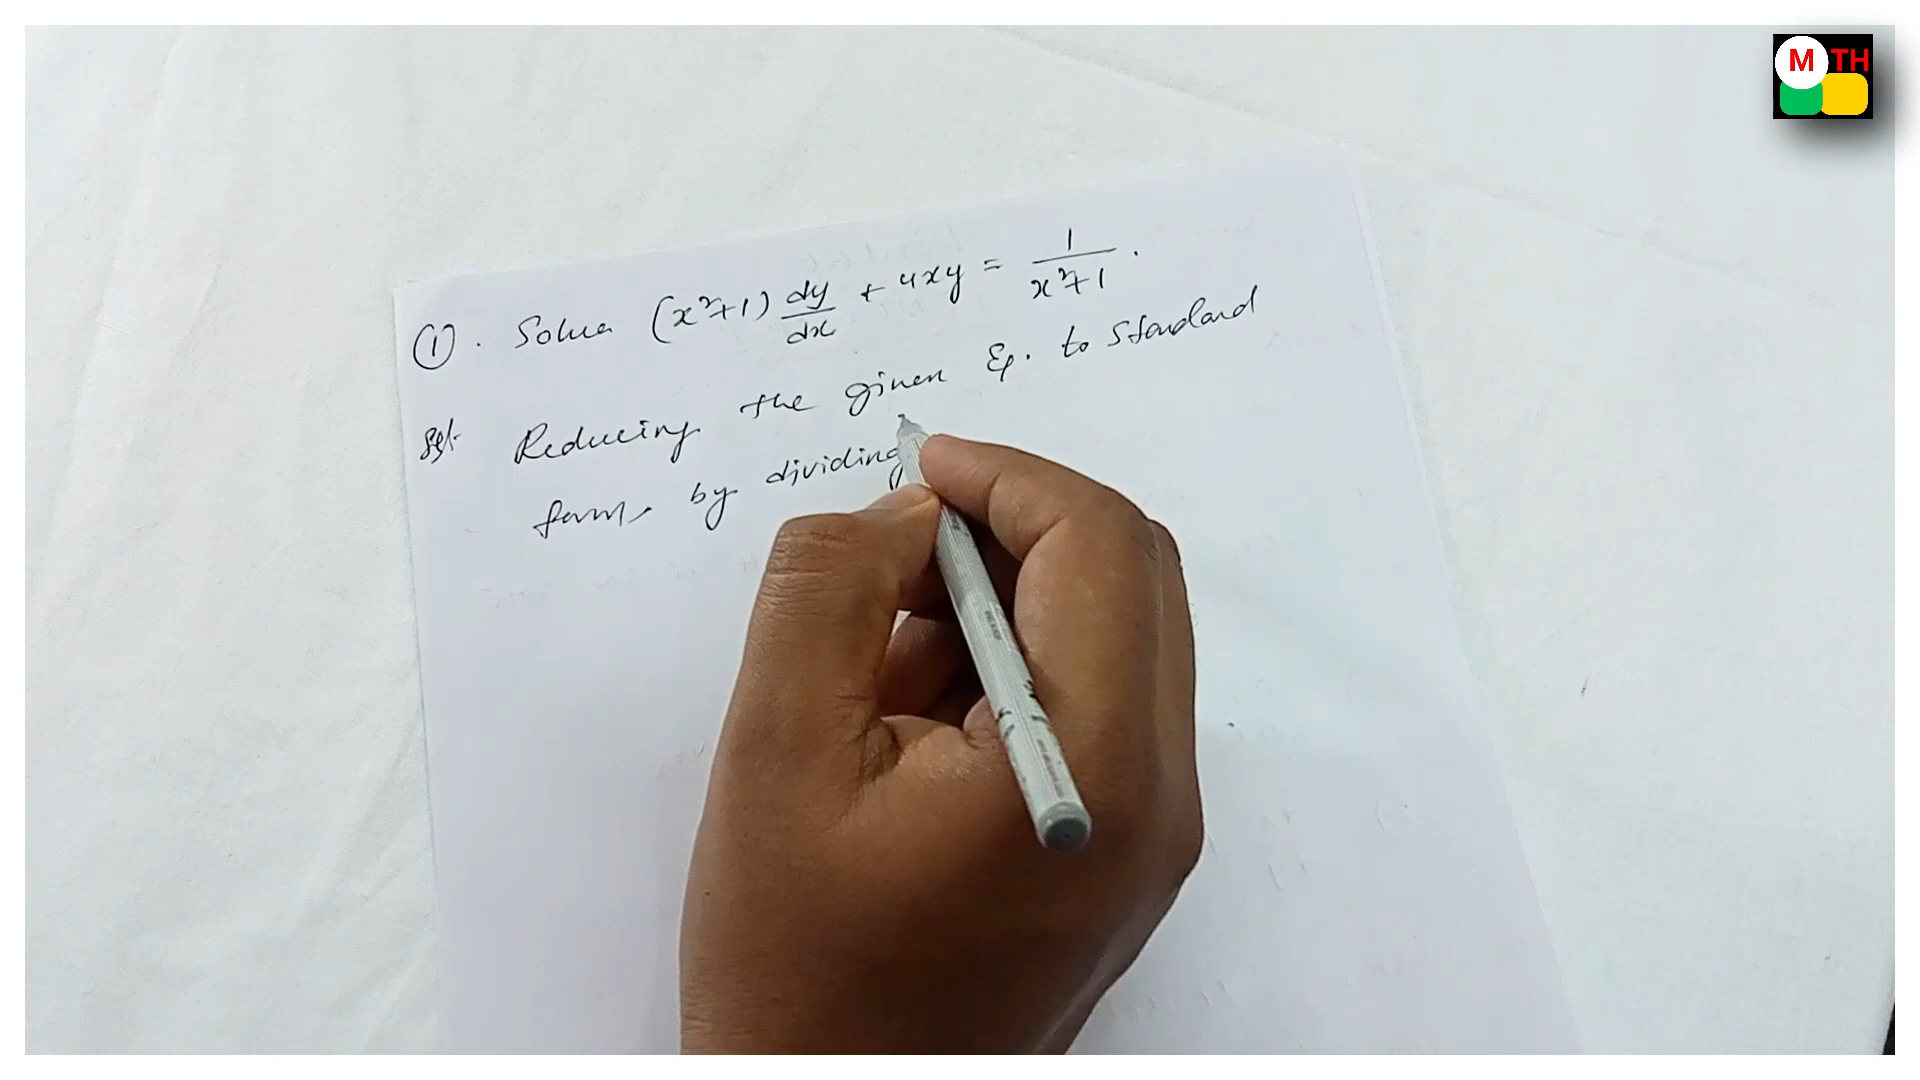 M TH
①. Solve (x²+1) dy/dx + 4xy = 1/x²+1.
Sol. Reducing the given Eq. to Standard
form, by dividing